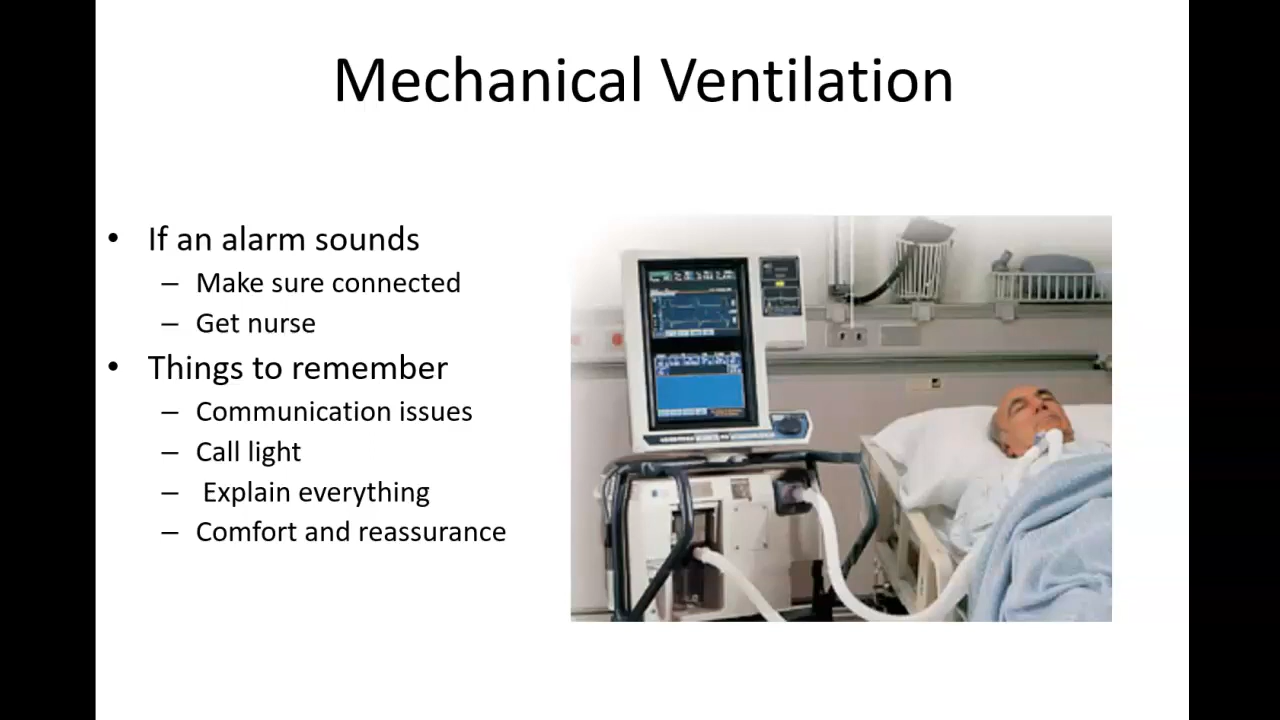 Mechanical Ventilation
• If an alarm sounds
– Make sure connected
– Get nurse
• Things to remember
– Communication issues
– Call light
– Explain everything
– Comfort and reassurance